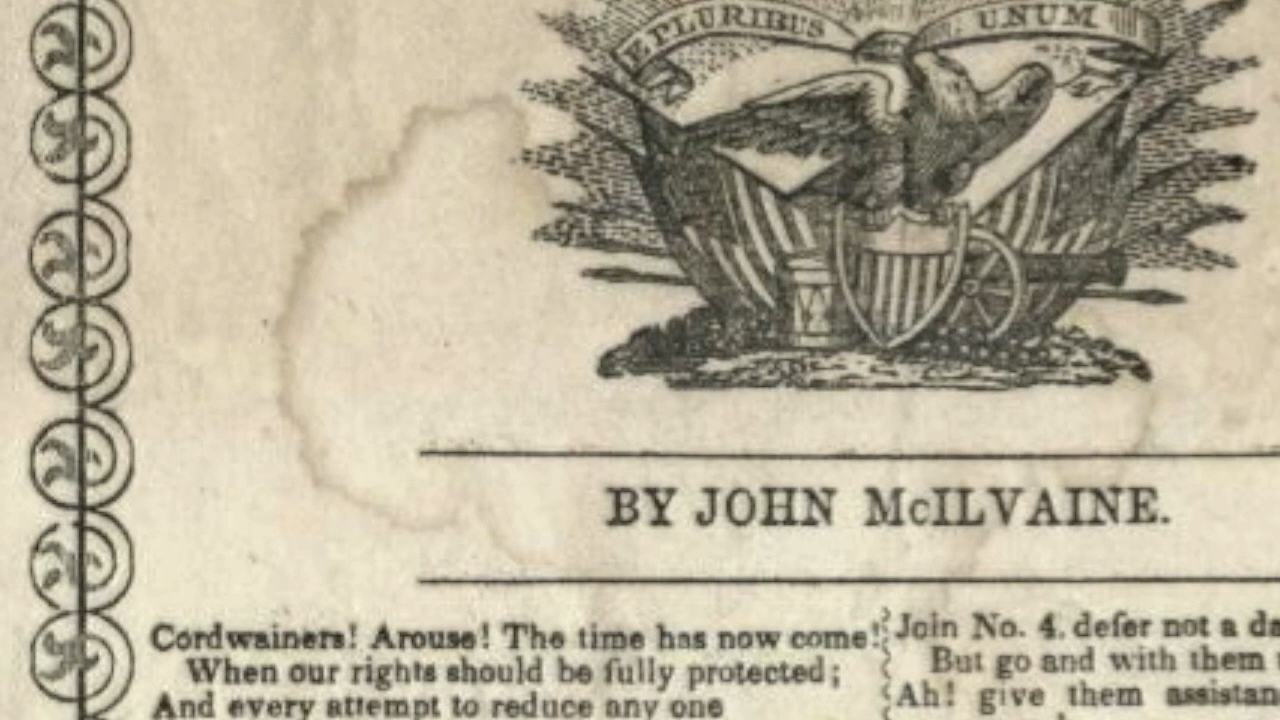 E PLURIBUS UNUM
BY JOHN McILVAINE.
Cordwainers! Arouse! The time has now come!
When our rights should be fully protected;
And every attempt to reduce any one
Join No. 4. defer not a da
But go and with them
Ah! give them assistan